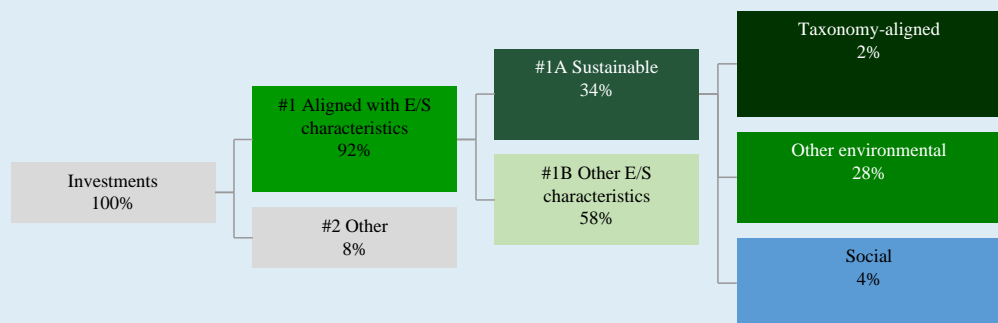 Investments
100%
#1 Aligned with E/S
characteristics
92%
#2 Other
8%
#1A Sustainable
34%
#1B Other E/S
characteristics
58%
Taxonomy-aligned
2%
Other environmental
28%
Social
4%